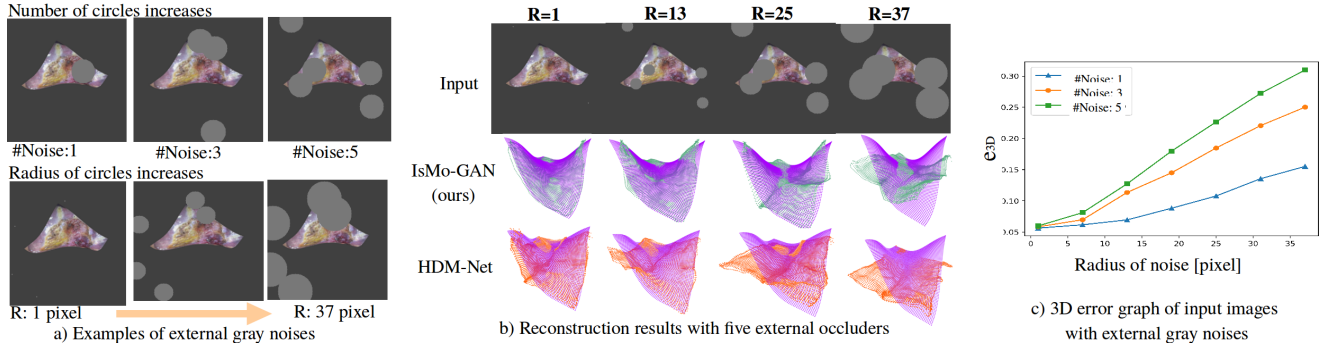 Number of circles increases
#Noise:1
#Noise:3
#Noise:5
Radius of circles increases
R: 1 pixel
R: 37 pixel
a) Examples of external gray noises
R=1
R=13
R=25
R=37
Input
IsMo-GAN
(ours)
HDM-Net
b) Reconstruction results with five external occluders
#Noise: 1
#Noise: 3
#Noise: 5
0.30
0.25
0.20
0.15
0.10
0.05
e3D
0
5
10
15
20
25
30
35
Radius of noise [pixel]
c) 3D error graph of input images
with external gray noises